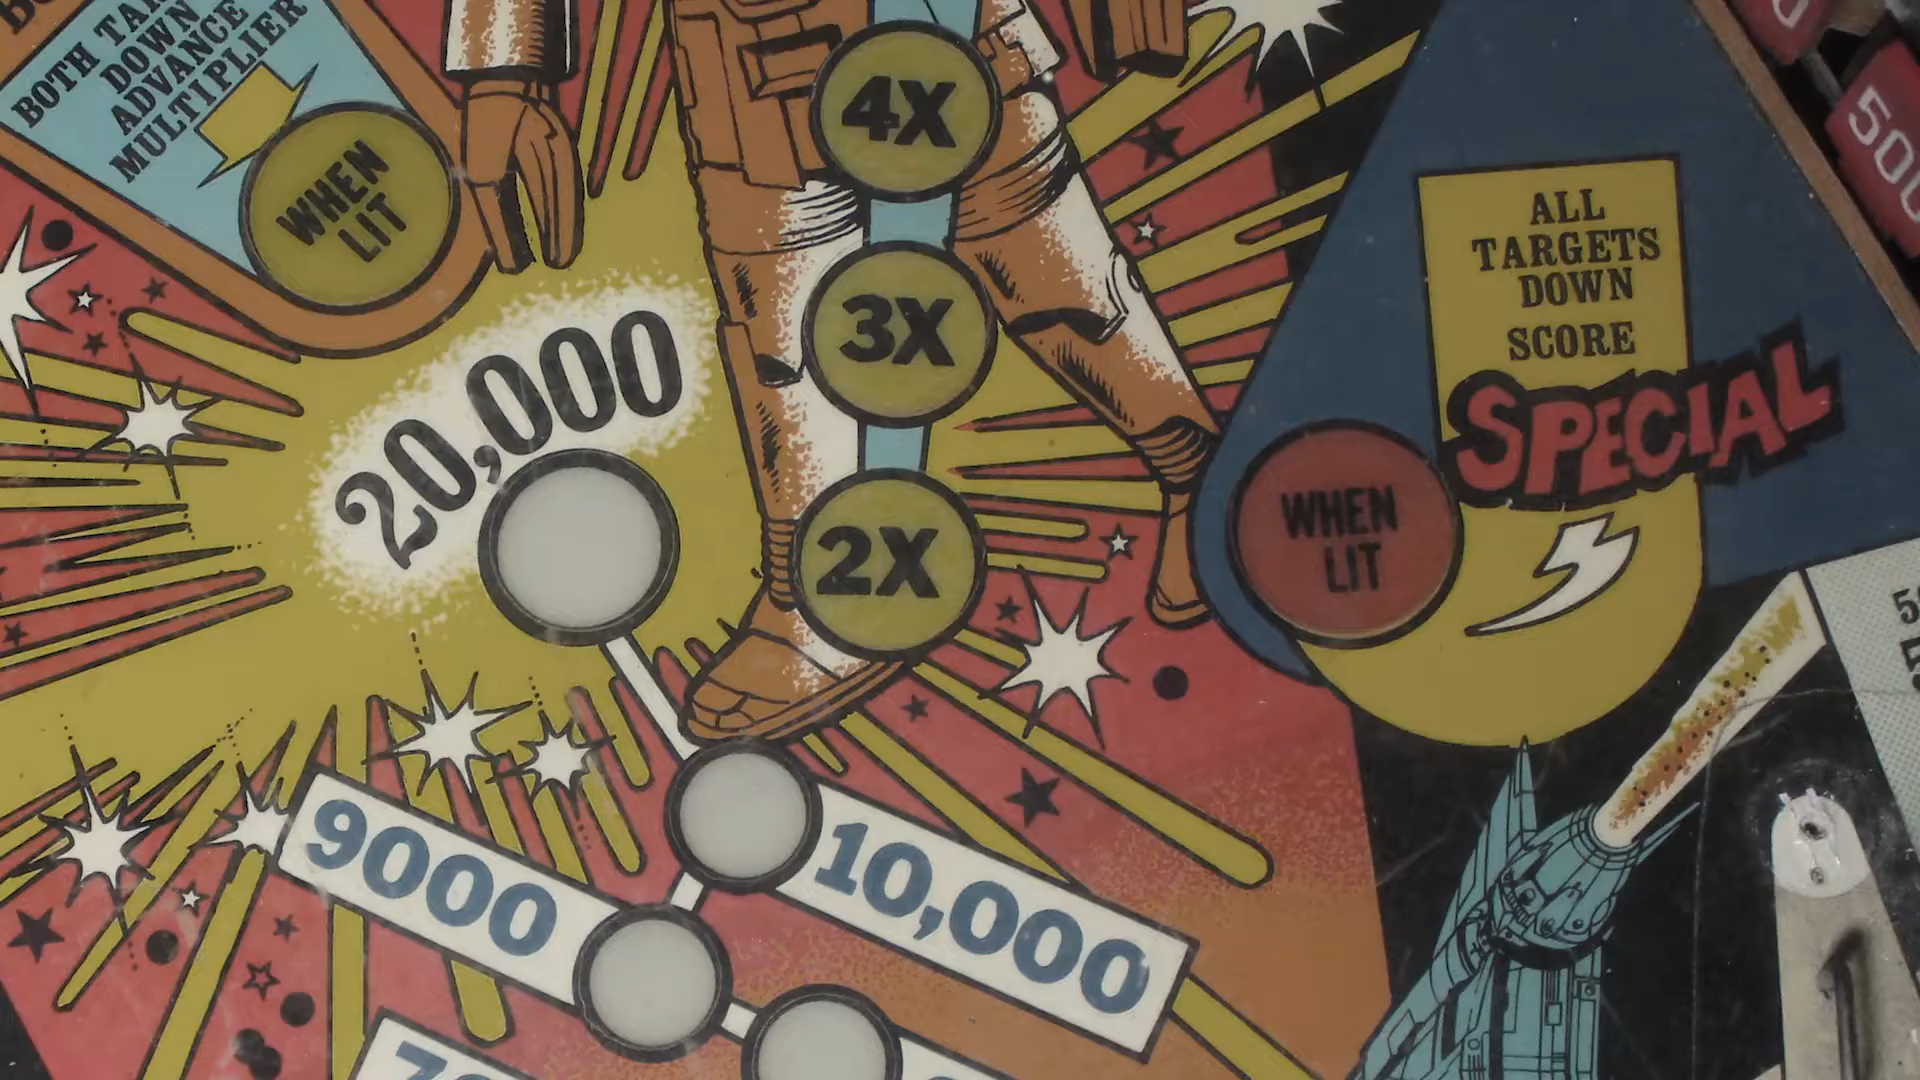 BOTH TAR
DOWN
ADVANCE
MULTIPLIER
WHEN
LIT
4X
3X
2X
20,000
ALL
TARGETS
DOWN
SCORE
SPECIAL
WHEN
LIT
9000
10,000